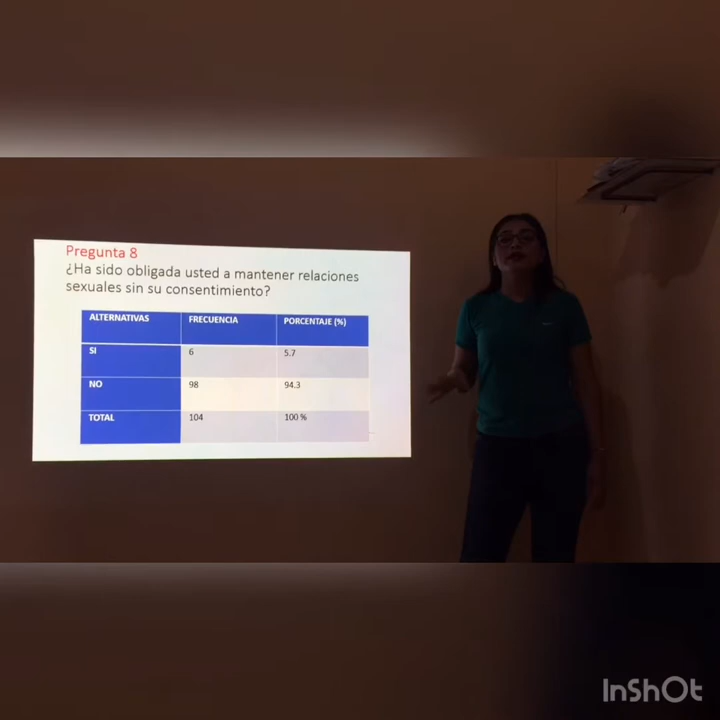 Pregunta 8
¿Ha sido obligada usted a mantener relaciones
sexuales sin su consentimiento?
ALTERNATIVAS FRECUENCIA PORCENTAJE (%)
SI 6 5.7
NO 98 94.3
TOTAL 104 100 %
InShOt